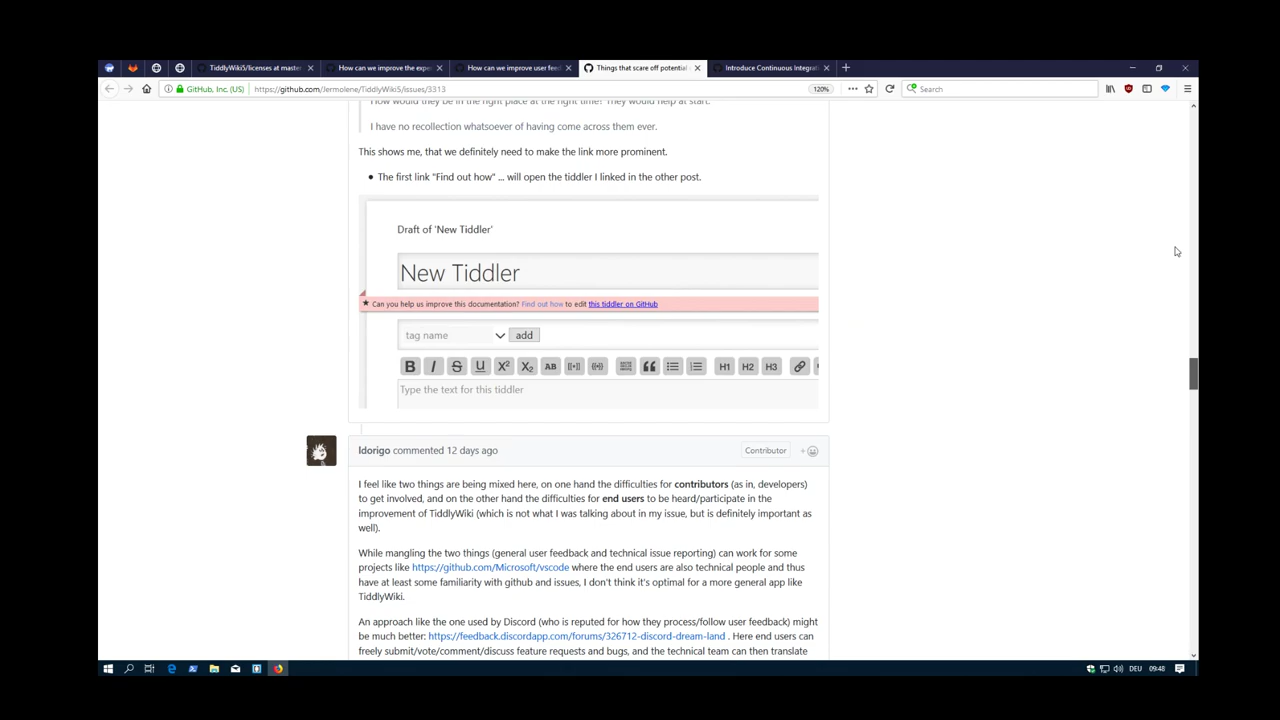 TiddlyWiki5/licenses at master
How can we improve the expe
How can we improve user feed
Things that scare off potential
Introduce Continuous Integrati
GitHub, Inc. (US)
https://github.com/Jermolene/TiddlyWiki5/issues/3313
120%
Search
How would they be in the right place at the right time? They would help at start.
I have no recollection whatsoever of having come across them ever.
This shows me, that we definitely need to make the link more prominent.
• The first link "Find out how" ... will open the tiddler I linked in the other post.
Draft of 'New Tiddler'
New Tiddler
Can you help us improve this documentation? Find out how to edit this tiddler on GitHub
tag name
add
B I S U X² X₂ AB H1 H2 H3
Type the text for this tiddler
ldorigo commented 12 days ago
Contributor
I feel like two things are being mixed here, on one hand the difficulties for contributors (as in, developers)
to get involved, and on the other hand the difficulties for end users to be heard/participate in the
improvement of TiddlyWiki (which is not what I was talking about in my issue, but is definitely important as
well).
While mangling the two things (general user feedback and technical issue reporting) can work for some
projects like https://github.com/Microsoft/vscode where the end users are also technical people and thus
have at least some familiarity with github and issues, I don't think it's optimal for a more general app like
TiddlyWiki.
An approach like the one used by Discord (who is reputed for how they process/follow user feedback) might
be much better: https://feedback.discordapp.com/forums/326712-discord-dream-land . Here end users can
freely submit/vote/comment/discuss feature requests and bugs, and the technical team can then translate
DEU
09:48